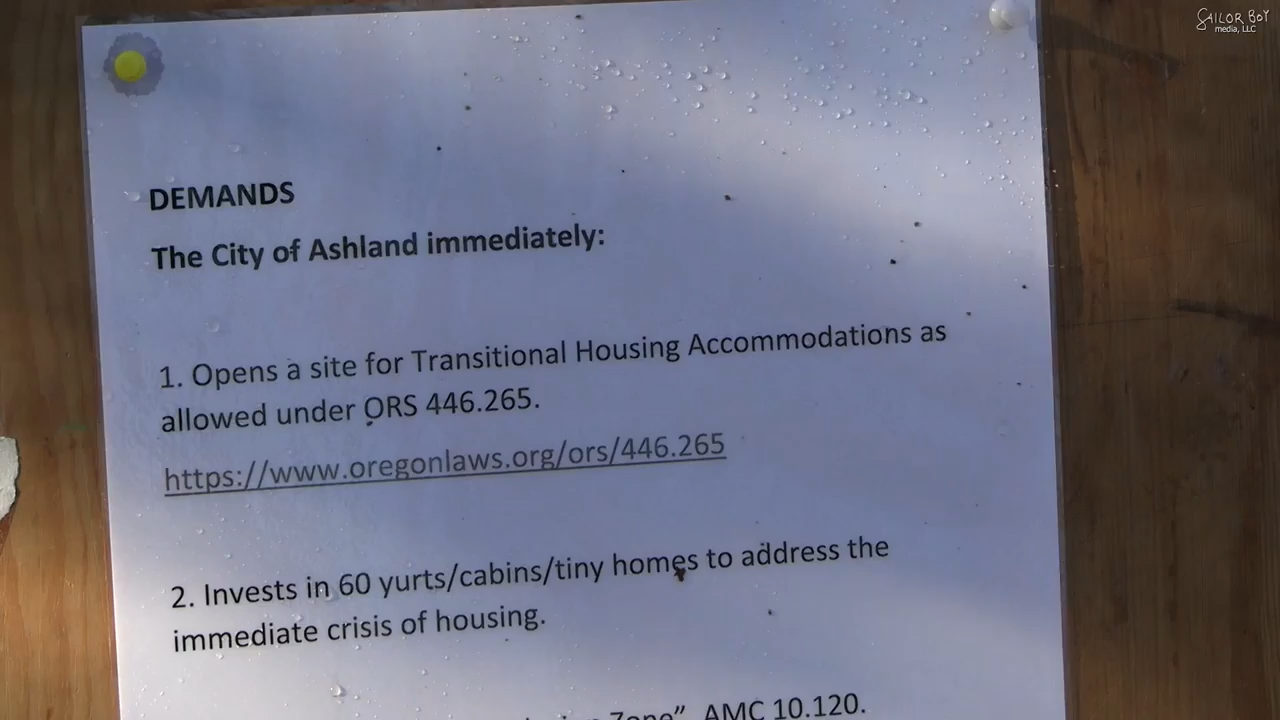 SAILOR BOY
media, LLC
DEMANDS
The City of Ashland immediately:
1. Opens a site for Transitional Housing Accommodations as
allowed under ORS 446.265.
https://www.oregonlaws.org/ors/446.265
2. Invests in 60 yurts/cabins/tiny homes to address the
immediate crisis of housing.
Zone” AMC 10.120.